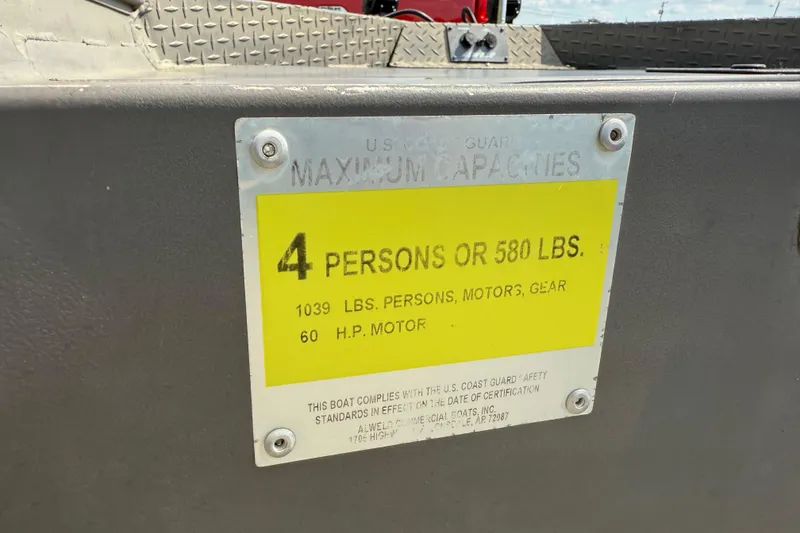 U.S. GUARD
MAXIMUM CAPACITIES
4 PERSONS OR 580 LBS.
1039 LBS. PERSONS, MOTORS, GEAR
60 H.P. MOTOR
THIS BOAT COMPLIES WITH THE U.S. COAST GUARD SAFETY
STANDARDS IN EFFECT ON THE DATE OF CERTIFICATION
ALWELD COMMERCIAL BOATS, INC.
AR 72087